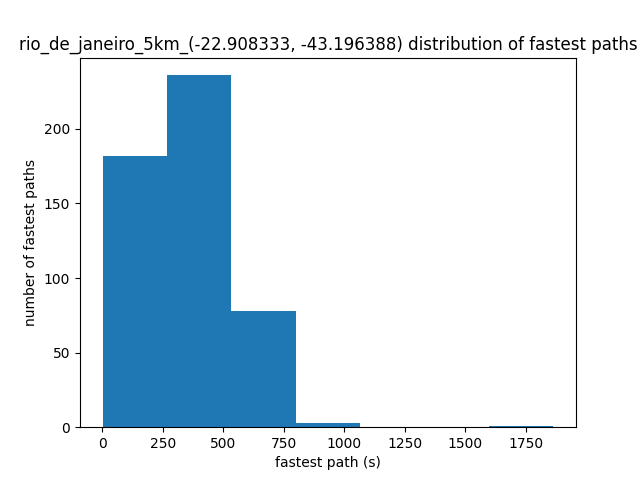 rio_de_janeiro_5km_(-22.908333, -43.196388) distribution of fastest paths
number of fastest paths
200
150
100
50
0
0 250 500 750 1000 1250 1500 1750
fastest path (s)